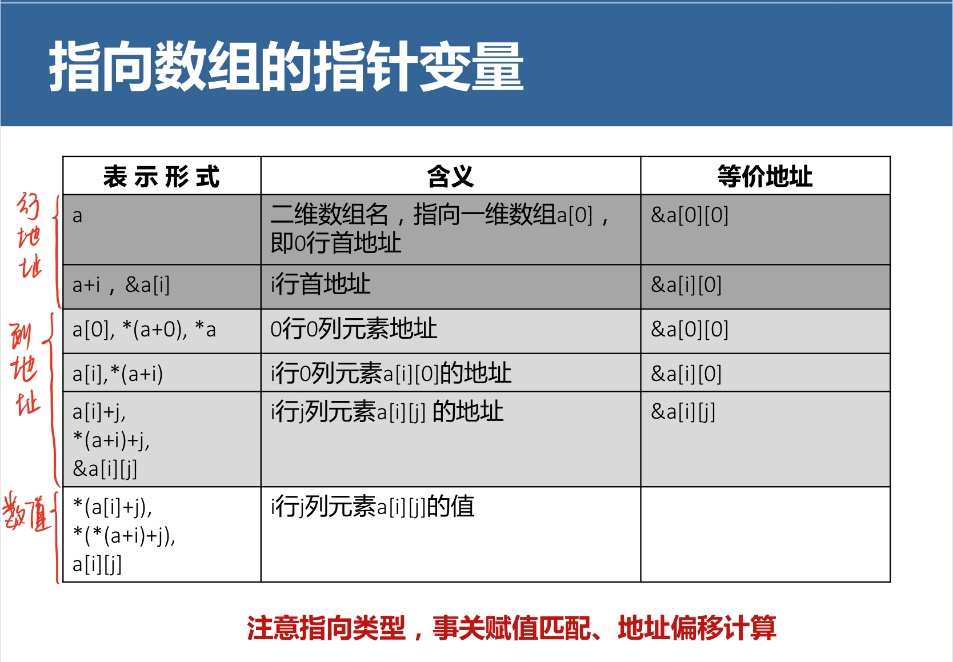 指向数组的指针变量
表 示 形 式 含义 等价地址
行
地
址
a 二维数组名，指向一维数组a[0]， &a[0][0]
即0行首地址
a+i，&a[i] i行首地址 &a[i][0]
列
地
址
a[0], *(a+0), *a 0行0列元素地址 &a[0][0]
a[i],*(a+i) i行0列元素a[i][0]的地址 &a[i][0]
a[i]+j, i行j列元素a[i][j] 的地址 &a[i][j]
*(a+i)+j,
&a[i][j]
数值
*(a[i]+j), i行j列元素a[i][j]的值
*(*(a+i)+j),
a[i][j]
注意指向类型，事关赋值匹配、地址偏移计算